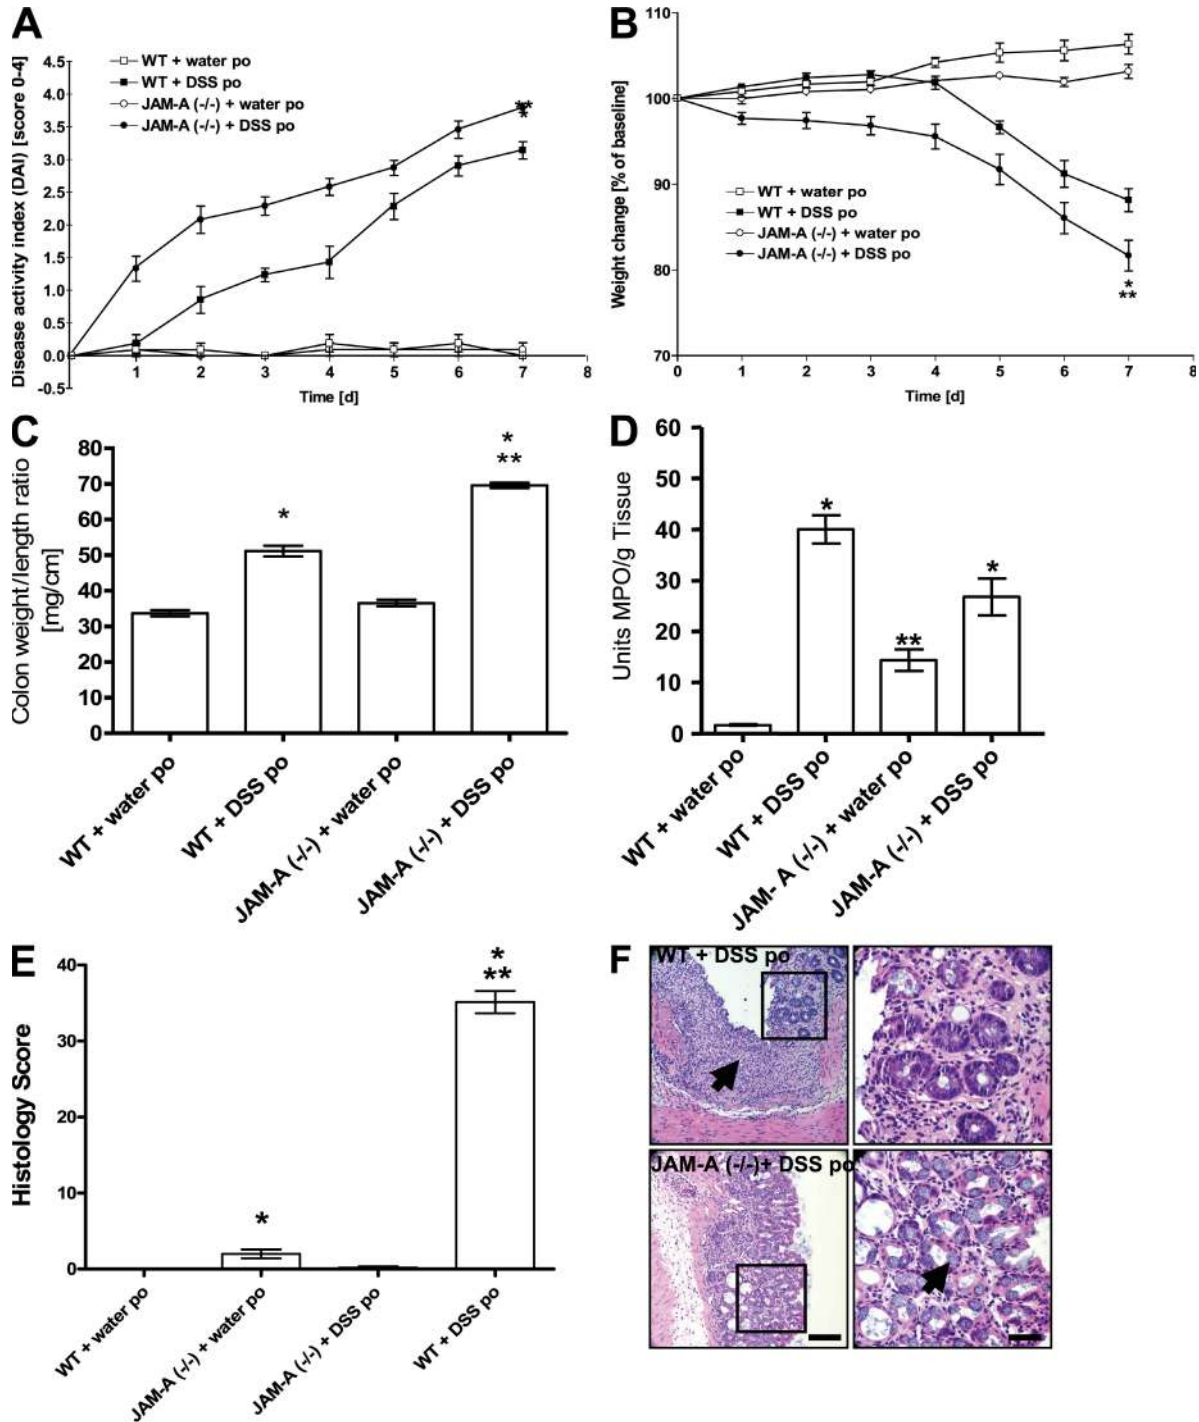 A
Disease activity index (DAI) [score 0-4]
4.5
4.0
3.5
3.0
2.5
2.0
1.5
1.0
0.5
0.0
-0.5
WT + water po
WT + DSS po
JAM-A (-/-) + water po
JAM-A (-/-) + DSS po
**
*
1 2 3 4 5 6 7 8
Time [d]
B
Weight change [% of baseline]
110
100
90
80
70
WT + water po
WT + DSS po
JAM-A (-/-) + water po
JAM-A (-/-) + DSS po
*
**
0 1 2 3 4 5 6 7 8
Time [d]
C
Colon weight/length ratio
[mg/cm]
80
70
60
50
40
30
20
10
0
*
*
**
WT + water po
WT + DSS po
JAM-A (-/-) + water po
JAM-A (-/-) + DSS po
D
Units MPO/g Tissue
60
50
40
30
20
10
0
*
**
*
WT + water po
WT + DSS po
JAM- A (-/-) + water po
JAM-A (-/-) + DSS po
E
Histology Score
40
30
20
10
0
*
*
**
WT + water po
JAM-A (-/-) + water po
JAM-A (-/-) + DSS po
WT + DSS po
F
WT + DSS po
JAM-A (-/-)+ DSS po